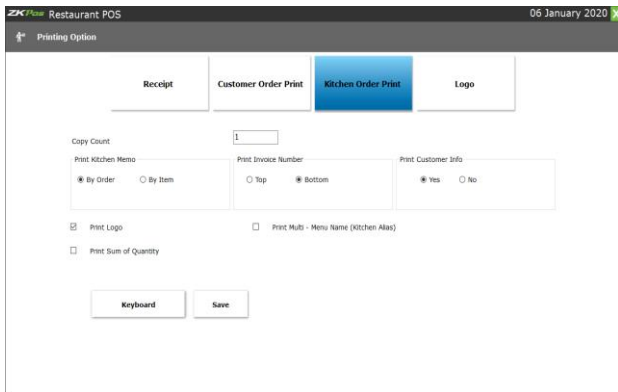 ZKPos Restaurant POS 06 January 2020
Printing Option
Receipt Customer Order Print Kitchen Order Print Logo
Copy Count 1
Print Kitchen Memo Print Invoice Number Print Customer Info
By Order By Item Top Bottom Yes No
Print Logo Print Multi - Menu Name (Kitchen Alias)
Print Sum of Quantity
Keyboard Save